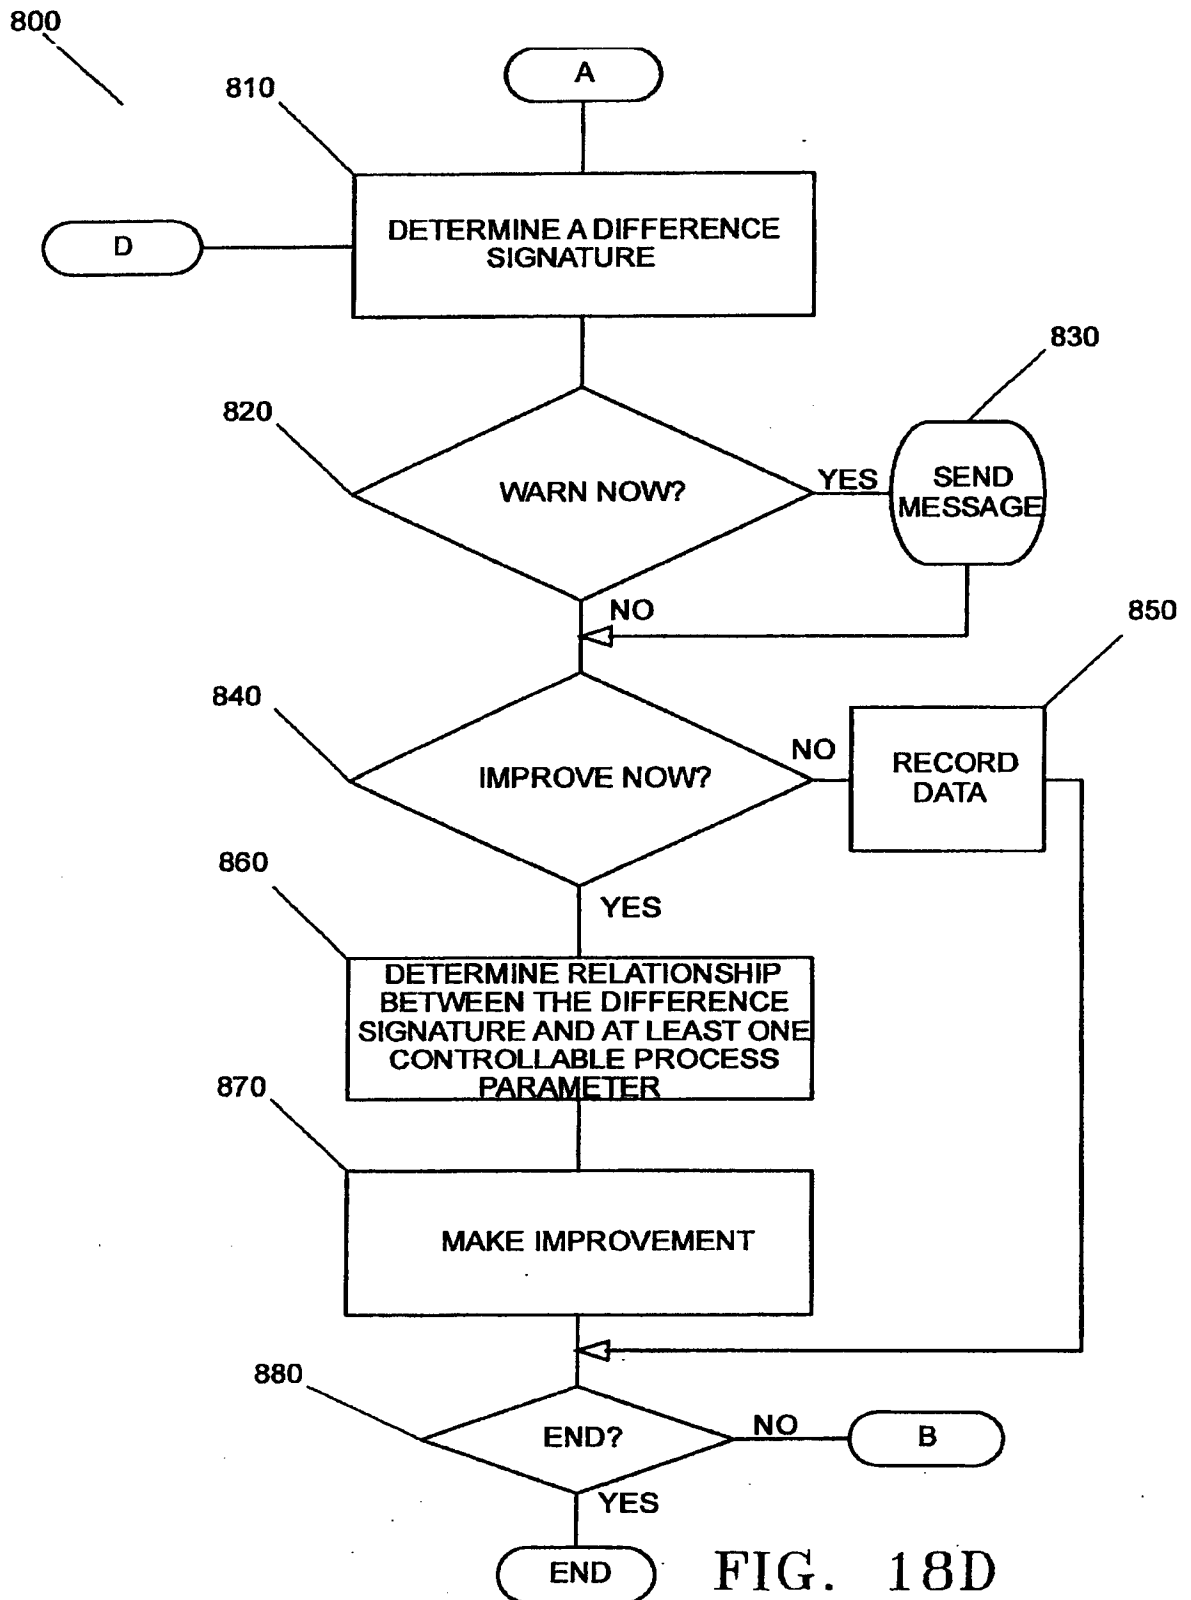 800
A
810
DETERMINE A DIFFERENCE
SIGNATURE
D
830
820
WARN NOW?
YES
SEND
MESSAGE
NO
850
840
IMPROVE NOW?
NO
RECORD
DATA
860
YES
DETERMINE RELATIONSHIP
BETWEEN THE DIFFERENCE
SIGNATURE AND AT LEAST ONE
CONTROLLABLE PROCESS
PARAMETER
870
MAKE IMPROVEMENT
880
END?
NO
B
YES
END
FIG. 18D